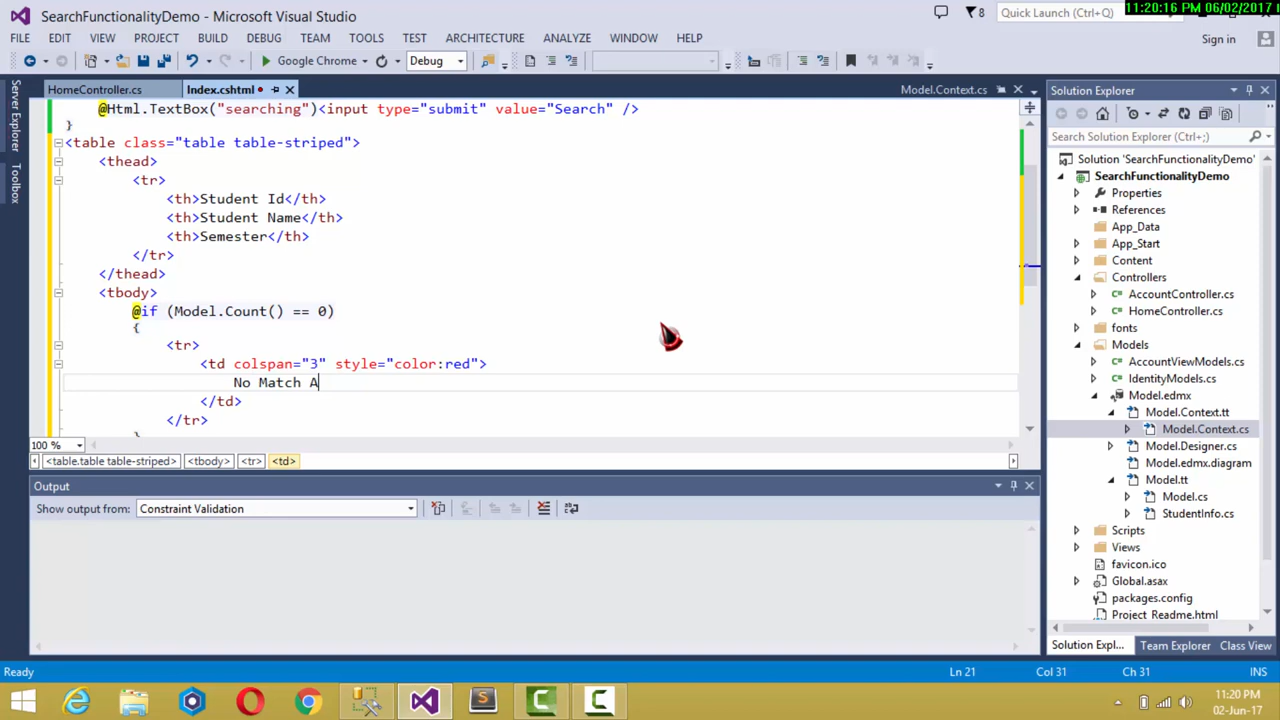 SearchFunctionalityDemo - Microsoft Visual Studio
8
Quick Launch (Ctrl+Q)
11:20:16 PM 06/02/2017
FILE EDIT VIEW PROJECT BUILD DEBUG TEAM TOOLS TEST ARCHITECTURE ANALYZE WINDOW HELP
Sign in
Google Chrome
Debug
Server Explorer
Toolbox
HomeController.cs
Index.cshtml
Model.Context.cs
@Html.TextBox("searching")<input type="submit" value="Search" />
}
<table class="table table-striped">
<thead>
<tr>
<th>Student Id</th>
<th>Student Name</th>
<th>Semester</th>
</tr>
</thead>
<tbody>
@if (Model.Count() == 0)
{
<tr>
<td colspan="3" style="color:red">
No Match A
</td>
</tr>
100 %
<table.table table-striped> <tbody> <tr> <td>
Output
Show output from: Constraint Validation
Solution Explorer
Search Solution Explorer (Ctrl+;)
Solution 'SearchFunctionalityDemo'
SearchFunctionalityDemo
Properties
References
App_Data
App_Start
Content
Controllers
AccountController.cs
HomeController.cs
fonts
Models
AccountViewModels.cs
IdentityModels.cs
Model.edmx
Model.Context.tt
Model.Context.cs
Model.Designer.cs
Model.edmx.diagram
Model.tt
Model.cs
StudentInfo.cs
Scripts
Views
favicon.ico
Global.asax
packages.config
Project_Readme.html
Solution Expl... Team Explorer Class View
Ready
Ln 21 Col 31 Ch 31 INS
11:20 PM
02-Jun-17